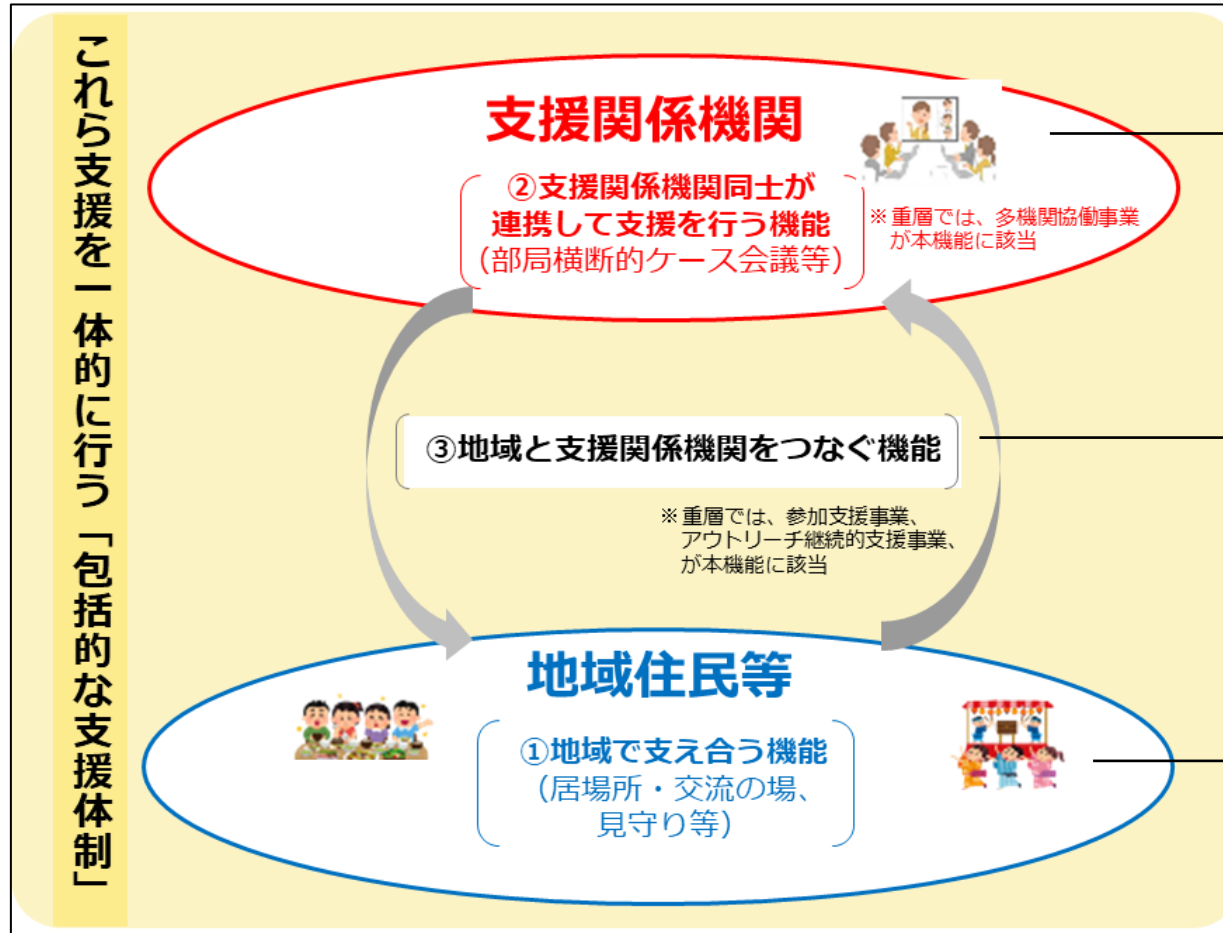 これら支援を一体的に行う「包括的な支援体制」
支援関係機関
②支援関係機関同士が
連携して支援を行う機能
（部局横断的ケース会議等）
※重層では、多機関協働事業
が本機能に該当
③地域と支援関係機関をつなぐ機能
※重層では、参加支援事業、
アウトリーチ継続的支援事業、
が本機能に該当
地域住民等
①地域で支え合う機能
（居場所・交流の場、
見守り等）